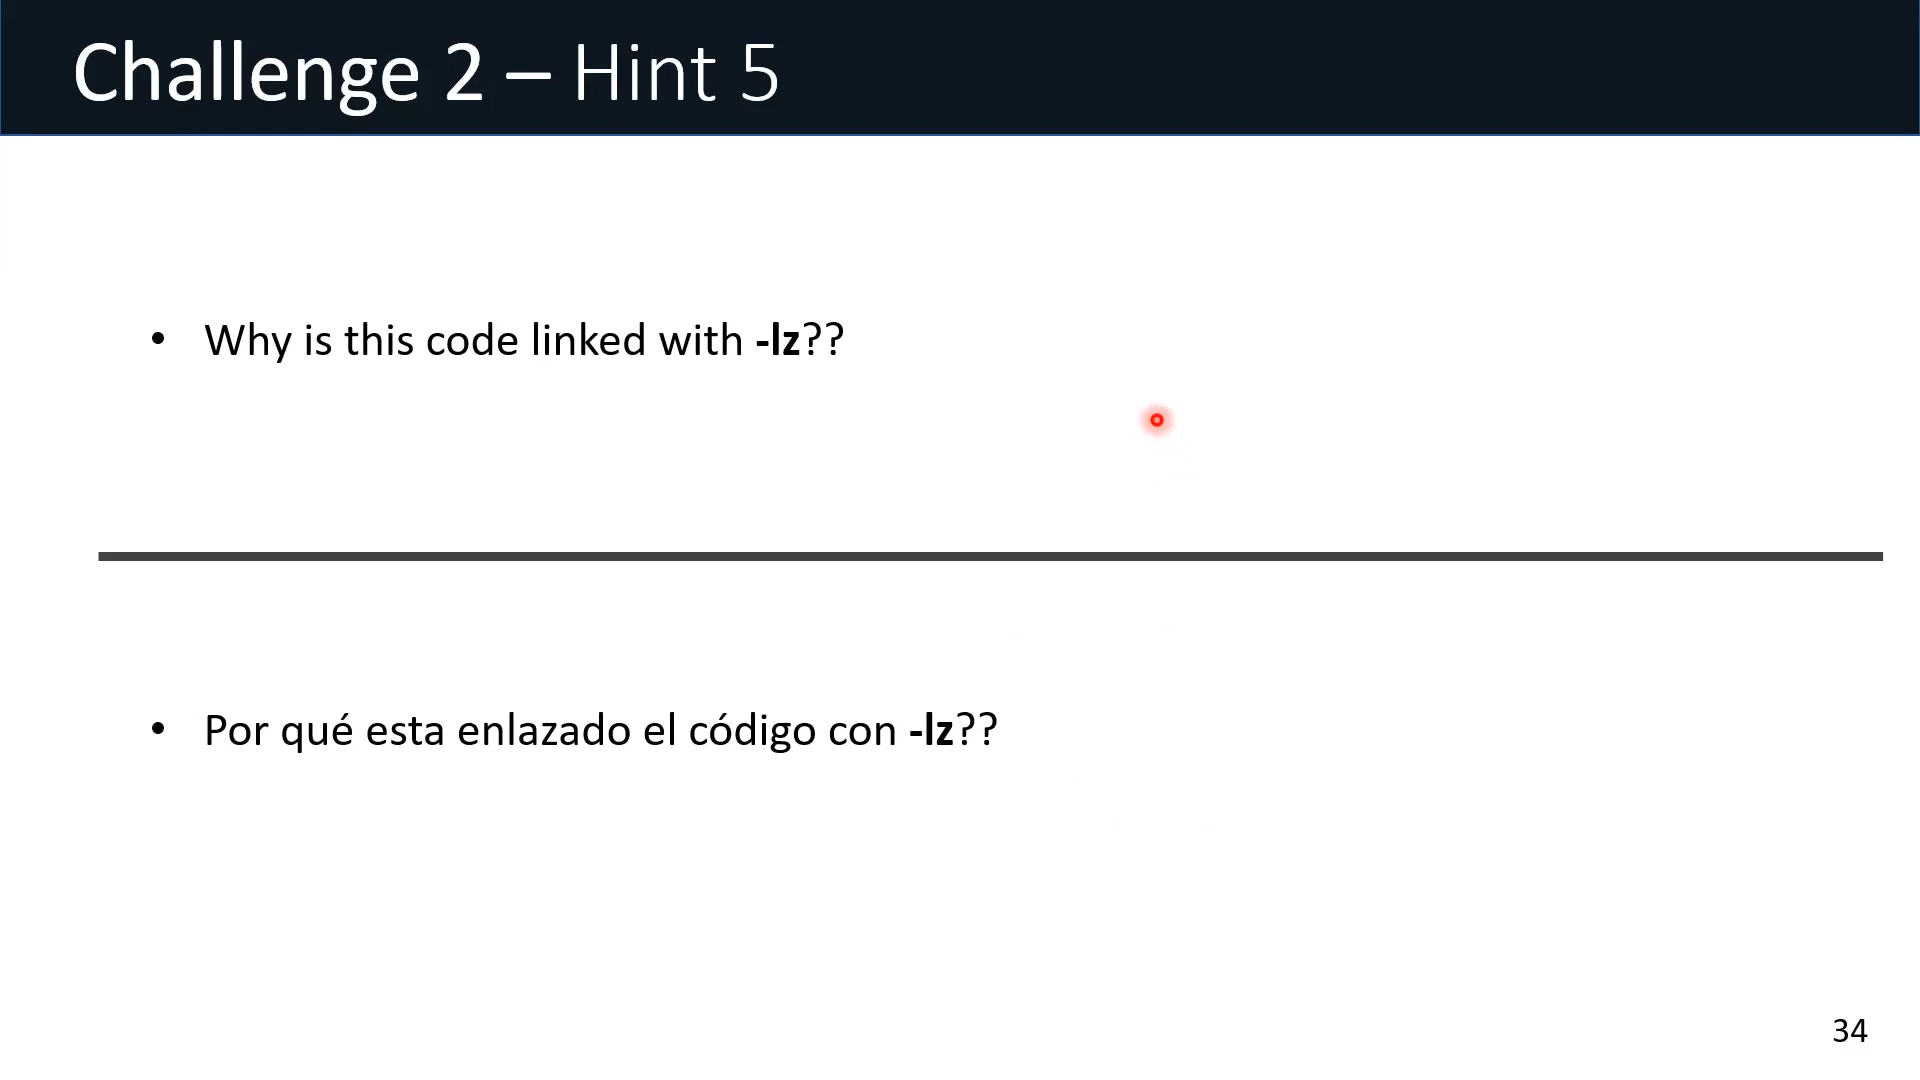 Challenge 2 – Hint 5
• Why is this code linked with -lz??
• Por qué esta enlazado el código con -lz??
34